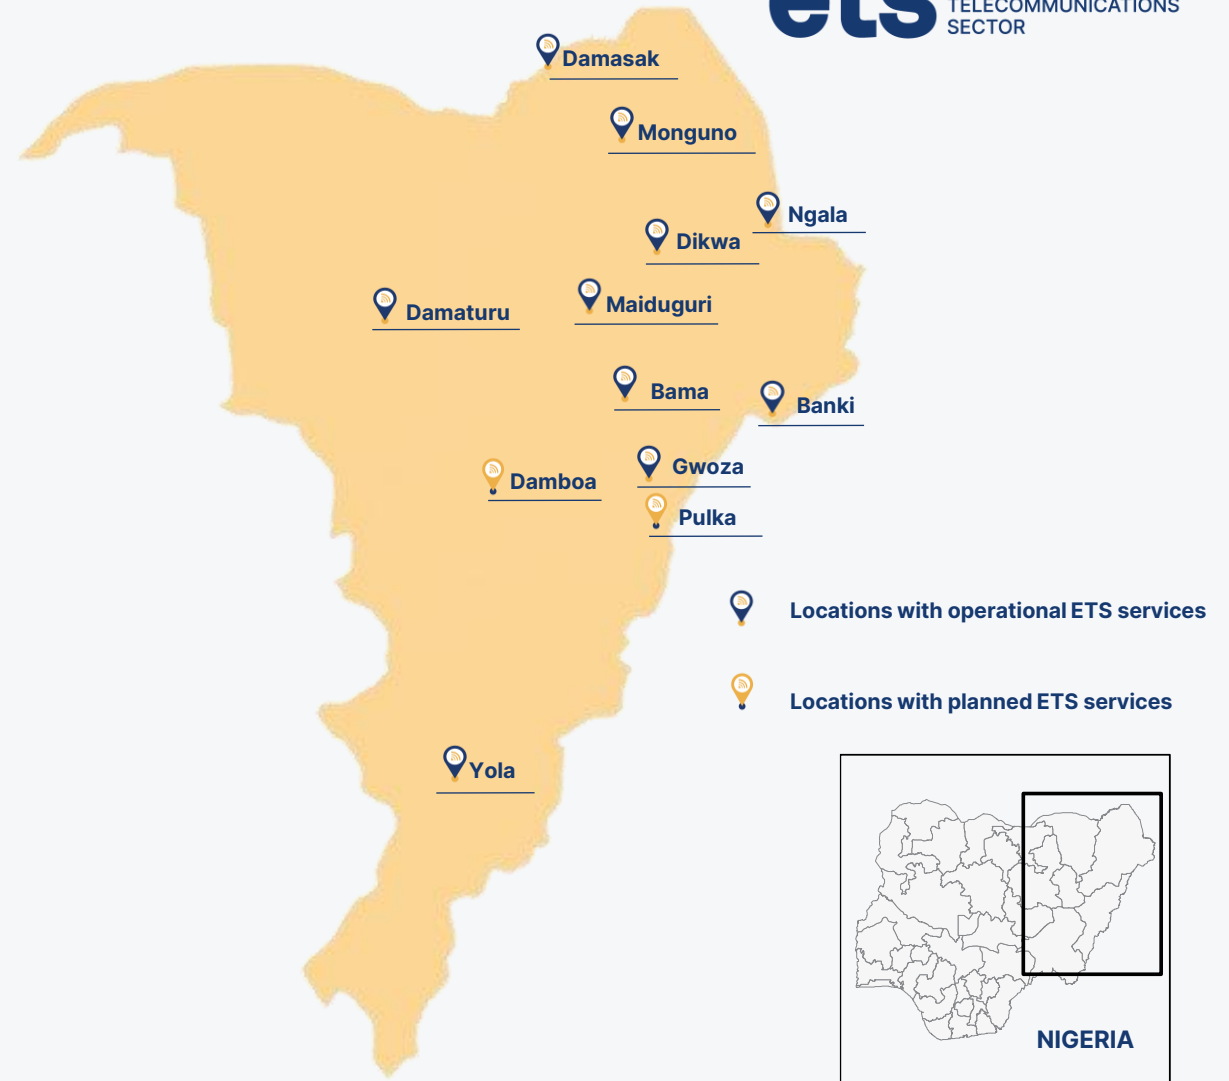 ets
TELECOMMUNICATIONS
SECTOR
Damasak
Monguno
Ngala
Dikwa
Maiduguri
Damaturu
Bama
Banki
Gwoza
Damboa
Pulka
Locations with operational ETS services
Locations with planned ETS services
Yola
NIGERIA